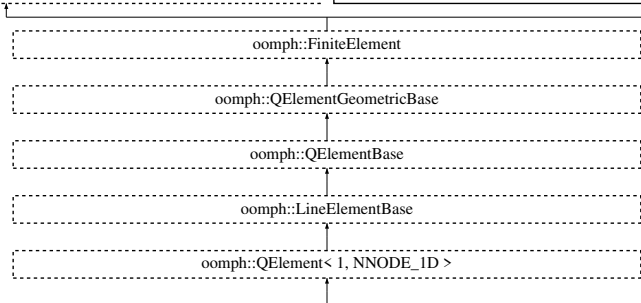 oomph::FiniteElement
oomph::QElementGeometricBase
oomph::QElementBase
oomph::LineElementBase
oomph::QElement< 1, NNODE_1D >